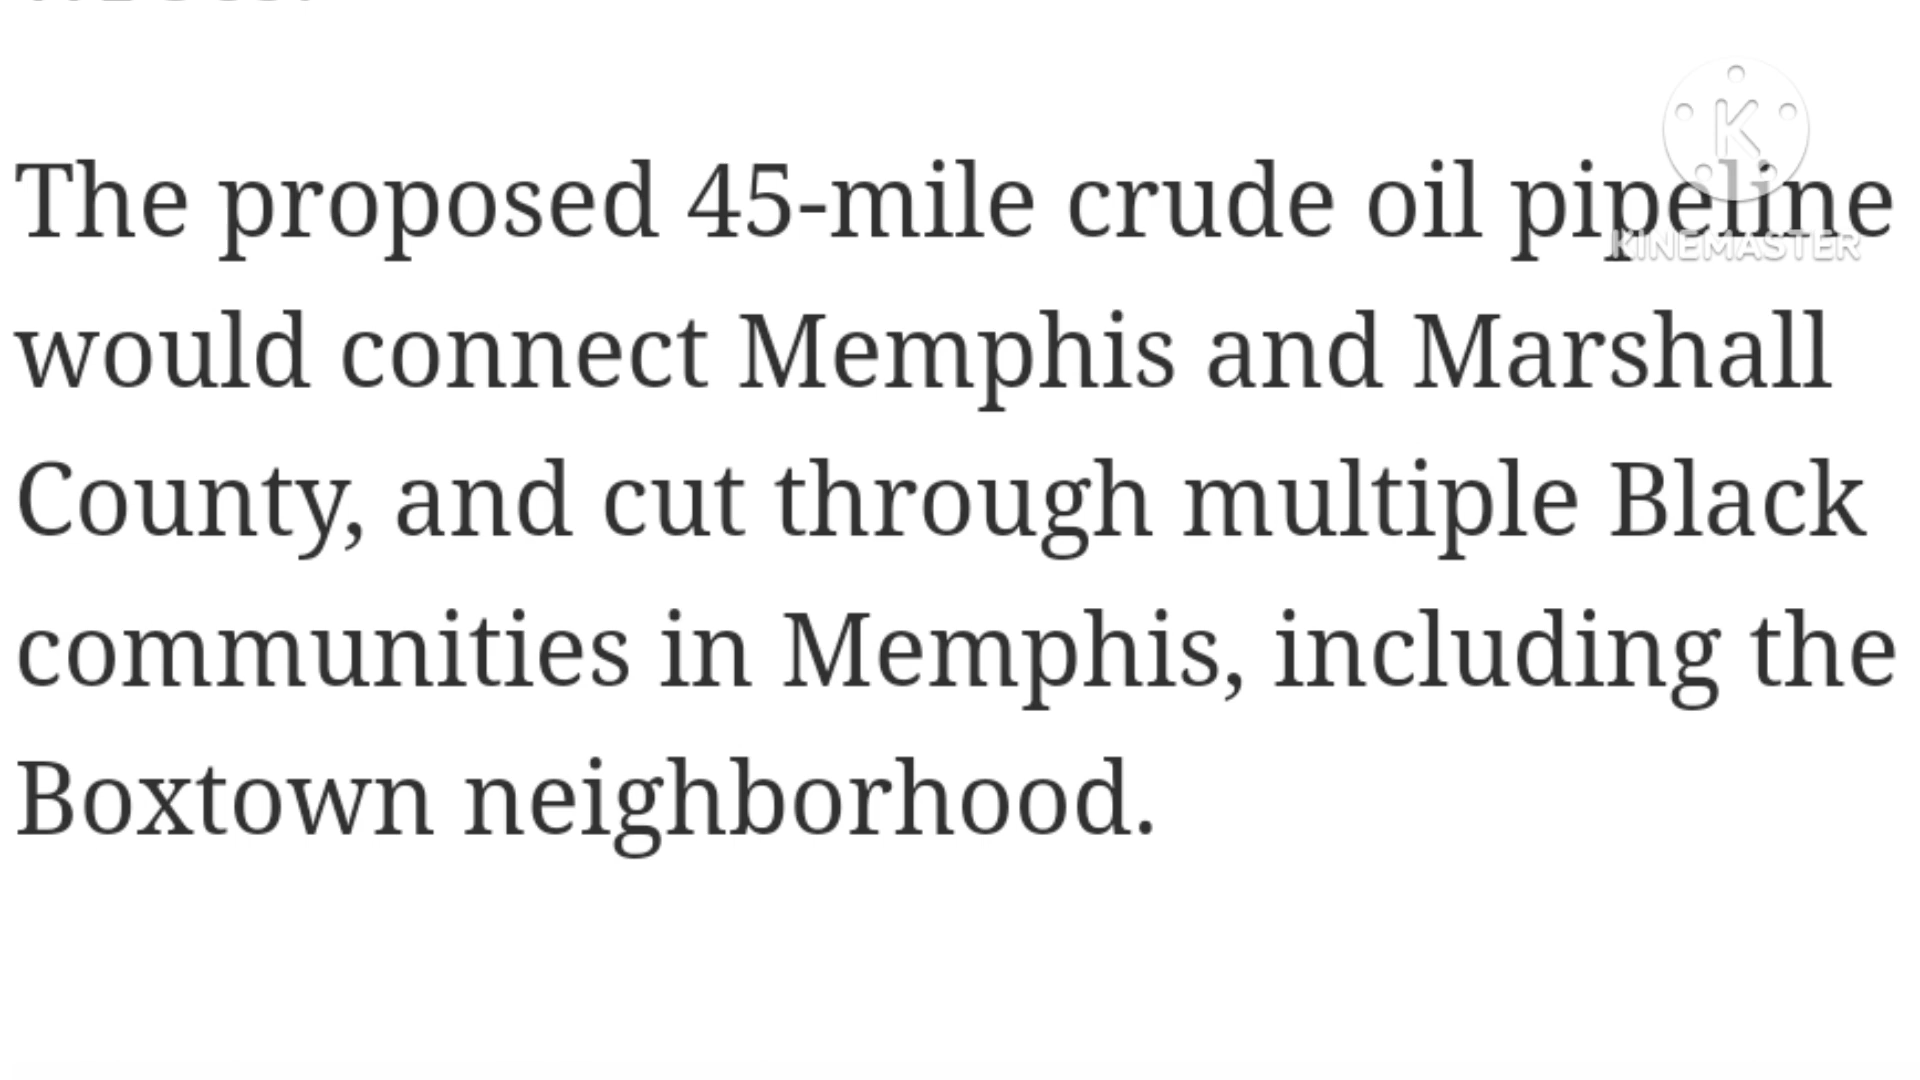 The proposed 45-mile crude oil pipeline
KINEMASTER
would connect Memphis and Marshall
County, and cut through multiple Black
communities in Memphis, including the
Boxtown neighborhood.